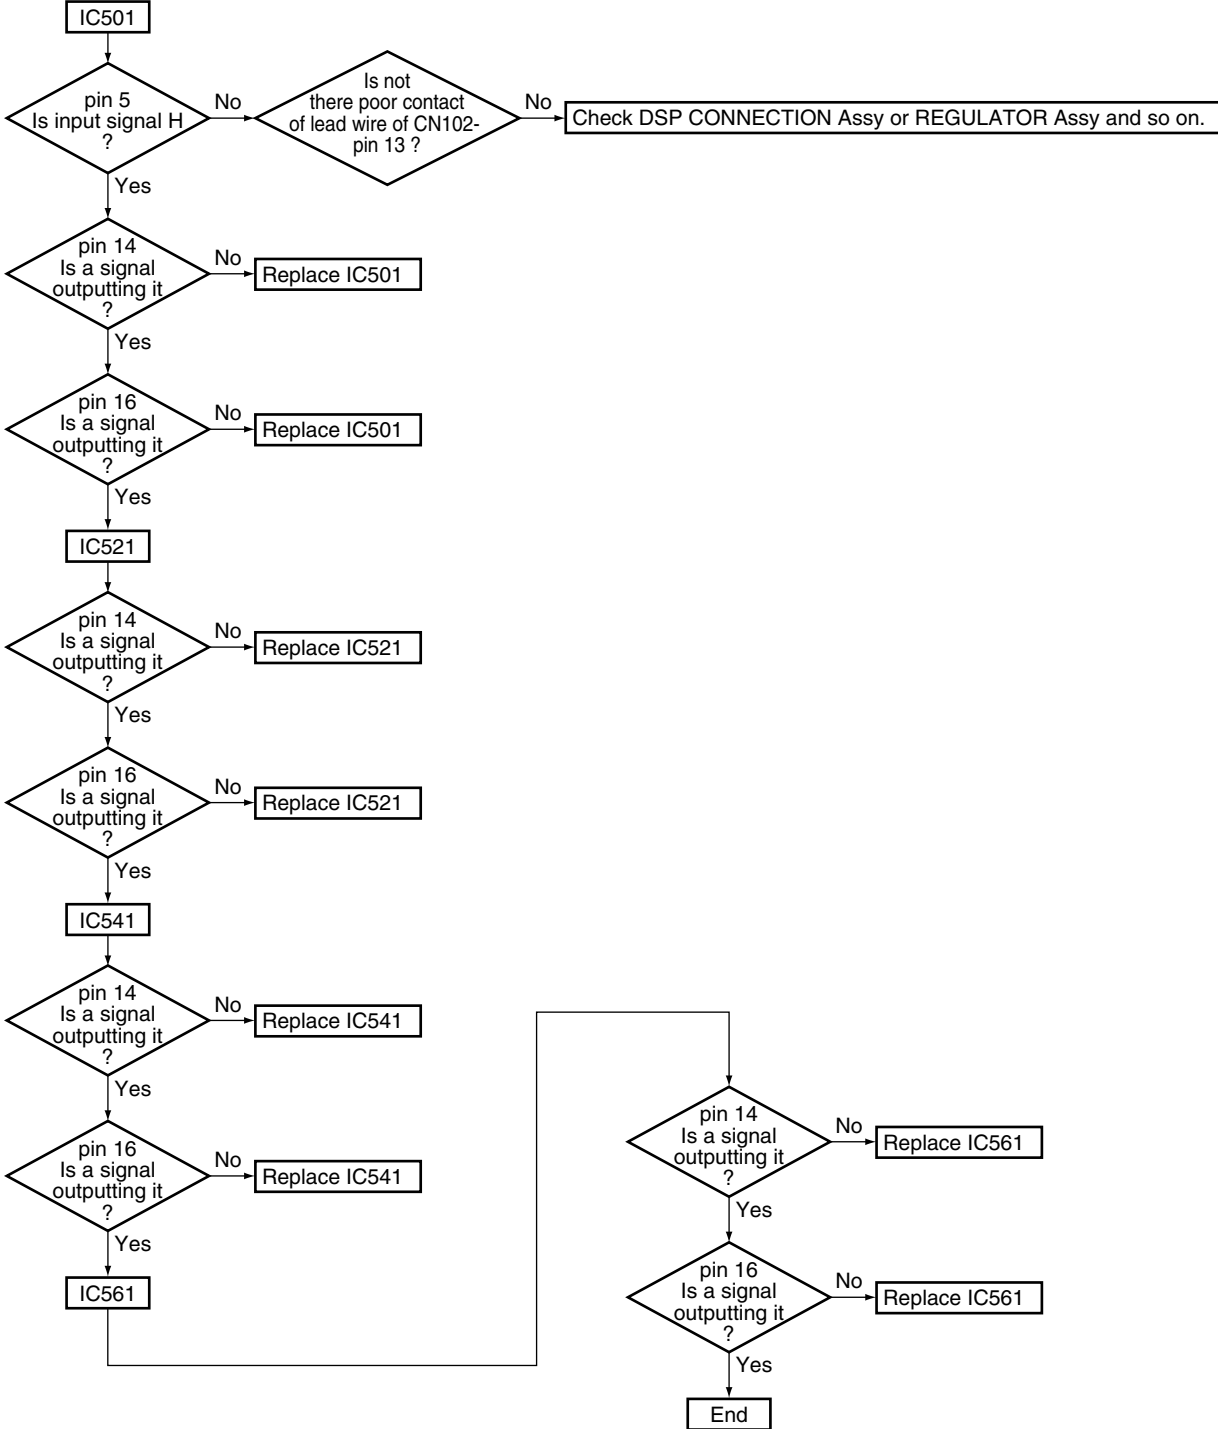 IC501
pin 5
Is input signal H
?
No
Is not
there poor contact
of lead wire of CN102-
pin 13 ?
No
Check DSP CONNECTION Assy or REGULATOR Assy and so on.
Yes
pin 14
Is a signal
outputting it
?
No
Replace IC501
Yes
pin 16
Is a signal
outputting it
?
No
Replace IC501
Yes
IC521
pin 14
Is a signal
outputting it
?
No
Replace IC521
Yes
pin 16
Is a signal
outputting it
?
No
Replace IC521
Yes
IC541
pin 14
Is a signal
outputting it
?
No
Replace IC541
Yes
pin 16
Is a signal
outputting it
?
No
Replace IC541
Yes
IC561
pin 14
Is a signal
outputting it
?
No
Replace IC561
Yes
pin 16
Is a signal
outputting it
?
No
Replace IC561
Yes
End